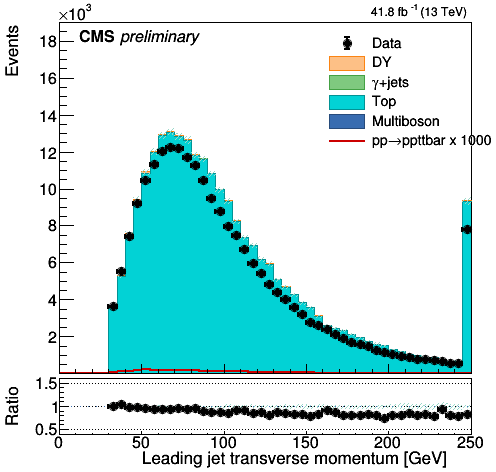 ×10³
41.8 fb⁻¹ (13 TeV)
CMS preliminary
Events
18
16
14
12
10
8
6
4
2
Data
DY
γ+jets
Top
Multiboson
pp→ppttbar x 1000
Ratio
1.5
1
0.5
0 50 100 150 200 250
Leading jet transverse momentum [GeV]